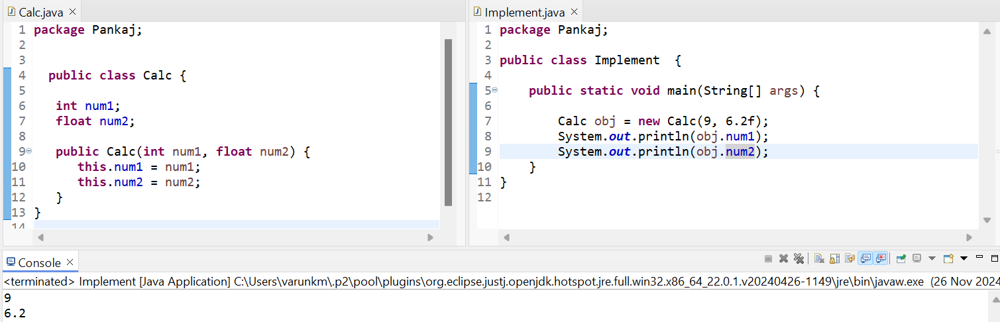 Calc.java
1 package Pankaj;
2
3
4 public class Calc {
5
6 int num1;
7 float num2;
8
9 public Calc(int num1, float num2) {
10 this.num1 = num1;
11 this.num2 = num2;
12 }
13 }
14
Implement.java
1 package Pankaj;
2
3 public class Implement  {
4
5 public static void main(String[] args) {
6
7 Calc obj = new Calc(9, 6.2f);
8 System.out.println(obj.num1);
9 System.out.println(obj.num2);
10 }
11 }
12
Console
<terminated> Implement [Java Application] C:\Users\varunkm\.p2\pool\plugins\org.eclipse.justj.openjdk.hotspot.jre.full.win32.x86_64_22.0.1.v20240426-1149\jre\bin\javaw.exe (26 Nov 2024
9
6.2